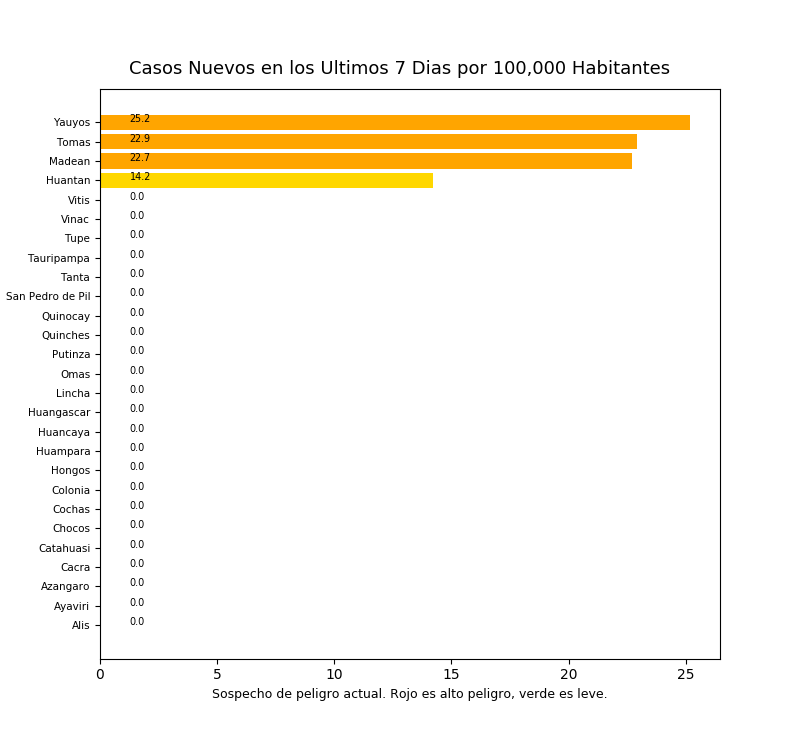 Casos Nuevos en los Ultimos 7 Dias por 100,000 Habitantes
Yauyos 25.2
Tomas 22.9
Madean 22.7
Huantan 14.2
Vitis 0.0
Vinac 0.0
Tupe 0.0
Tauripampa 0.0
Tanta 0.0
San Pedro de Pil 0.0
Quinocay 0.0
Quinches 0.0
Putinza 0.0
Omas 0.0
Lincha 0.0
Huangascar 0.0
Huancaya 0.0
Huampara 0.0
Hongos 0.0
Colonia 0.0
Cochas 0.0
Chocos 0.0
Catahuasi 0.0
Cacra 0.0
Azangaro 0.0
Ayaviri 0.0
Alis 0.0
0 5 10 15 20 25
Sospecho de peligro actual. Rojo es alto peligro, verde es leve.